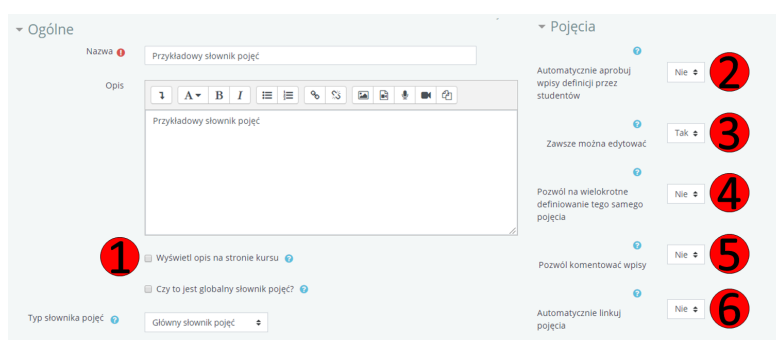 Ogólne
Nazwa
Przykładowy słownik pojęć
Opis
A B I
Przykładowy słownik pojęć
1
Wyświetl opis na stronie kursu
Czy to jest globalny słownik pojęć?
Typ słownika pojęć
Główny słownik pojęć
Pojęcia
Automatycznie aprobuj
wpisy definicji przez
studentów
Nie
2
Zawsze można edytować
Tak
3
Pozwól na wielokrotne
definiowanie tego samego
pojęcia
Nie
4
Pozwól komentować wpisy
Nie
5
Automatycznie linkuj
pojęcia
Nie
6